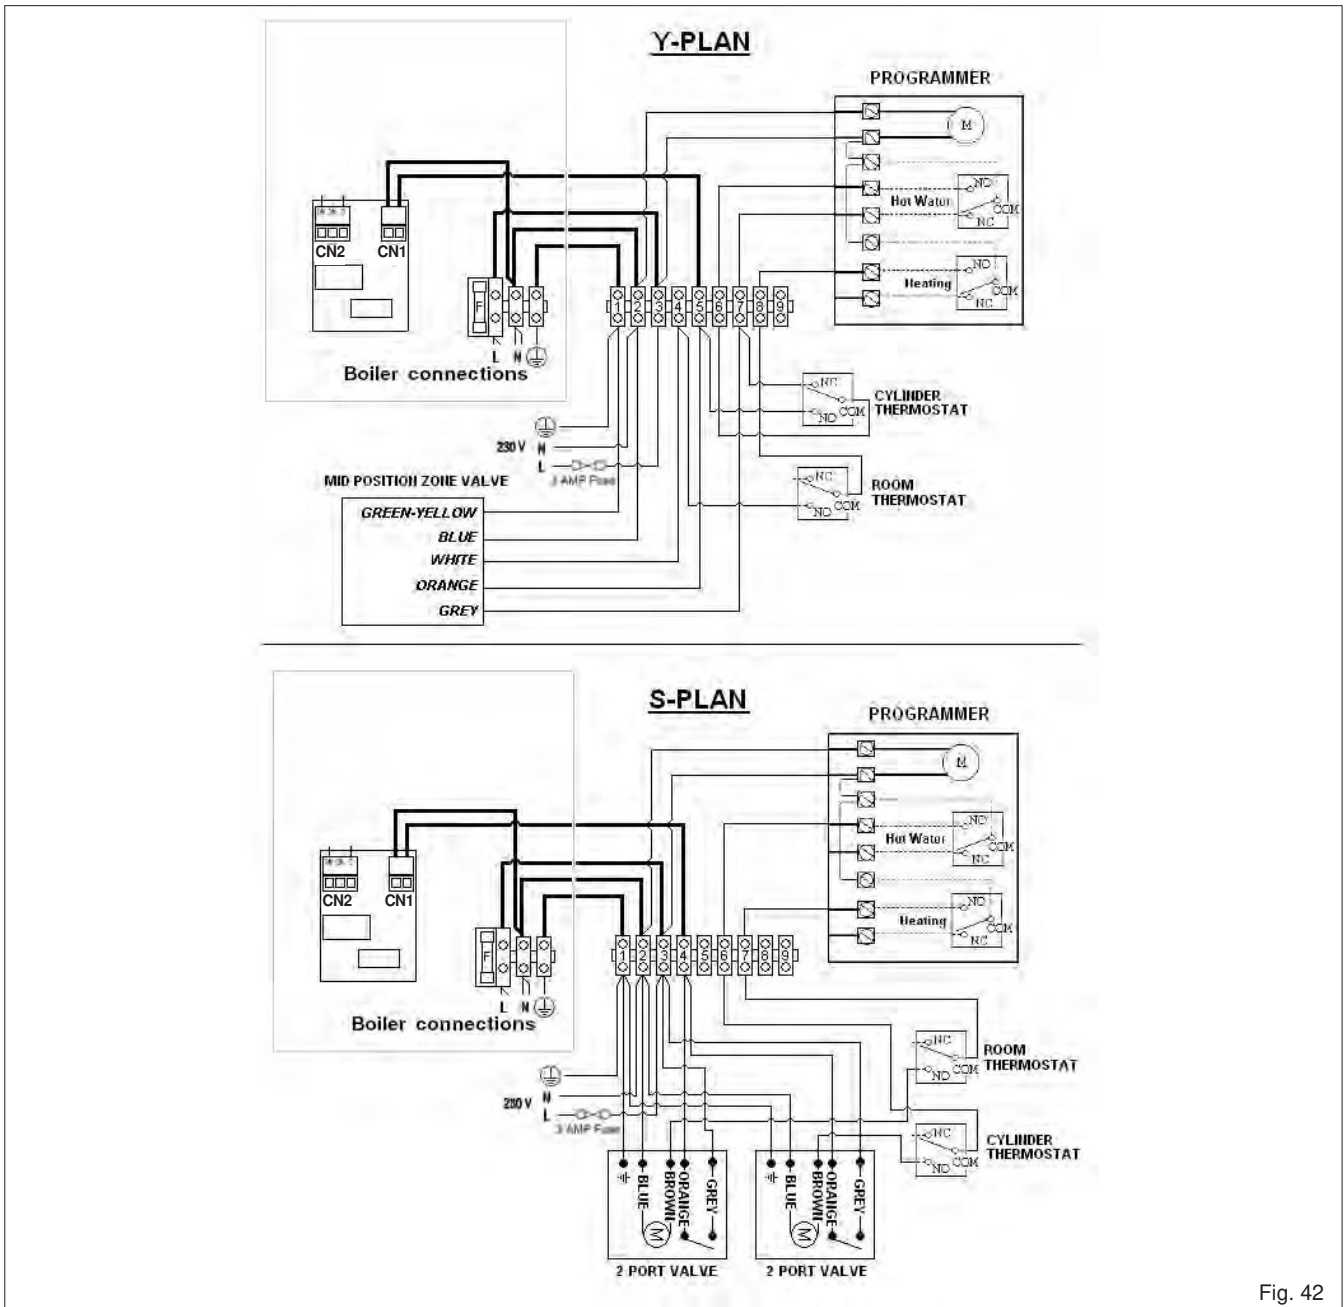 Y-PLAN
PROGRAMMER
M
NO
Hot Water
COM
NC
NO
Heating
COM
NC
CN2
CN1
F
1 2 3 4 5 6 7 8 9
L N
Boiler connections
NC
COM
NO
CYLINDER
THERMOSTAT
230 V
N
L
3 AMP Fuse
MID POSITION ZONE VALVE
GREEN-YELLOW
BLUE
WHITE
ORANGE
GREY
NC
COM
NO
ROOM
THERMOSTAT
S-PLAN
PROGRAMMER
M
NO
Hot Water
COM
NC
NO
Heating
COM
NC
CN2
CN1
F
1 2 3 4 5 6 7 8 9
L N
Boiler connections
NC
COM
NO
ROOM
THERMOSTAT
230 V
N
L
3 AMP Fuse
NC
COM
NO
CYLINDER
THERMOSTAT
BLUE
BROWN
ORANGE
GREY
M
2 PORT VALVE
BLUE
BROWN
ORANGE
GREY
M
2 PORT VALVE
Fig. 42